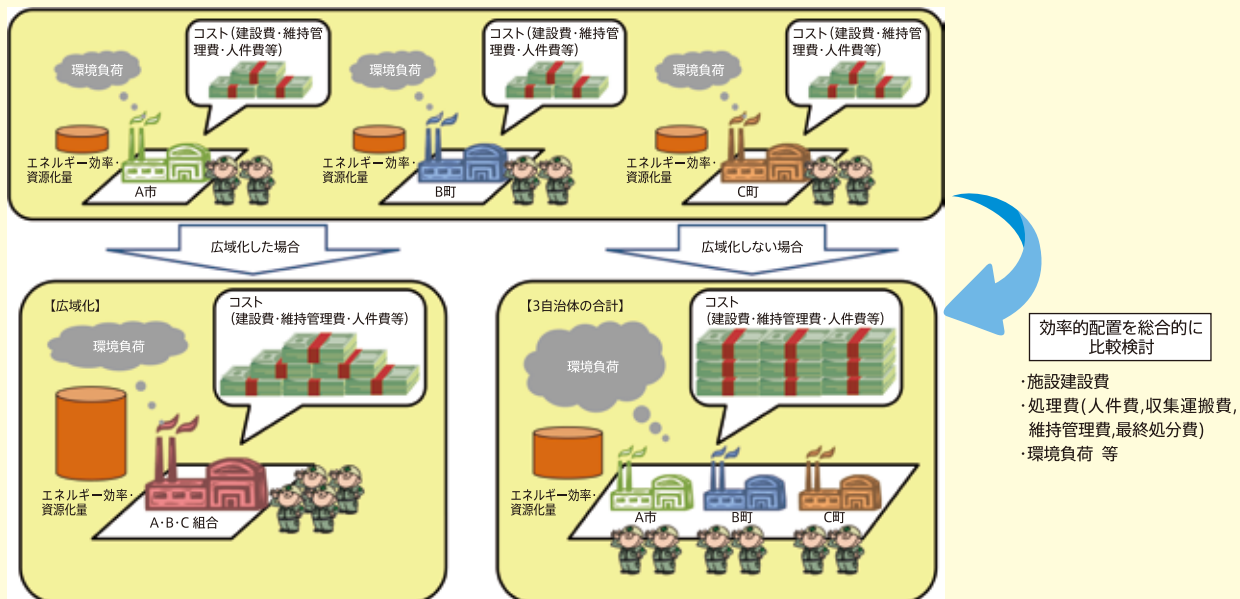 コスト(建設費・維持管
理費・人件費等)
環境負荷
エネルギー効率・
資源化量
A市
コスト(建設費・維持管
理費・人件費等)
環境負荷
エネルギー効率・
資源化量
B町
コスト(建設費・維持管
理費・人件費等)
環境負荷
エネルギー効率・
資源化量
C町
広域化した場合
広域化しない場合
【広域化】
コスト
(建設費・維持管理費・人件費等)
環境負荷
エネルギー効率・
資源化量
A・B・C 組合
【3自治体の合計】
コスト
(建設費・維持管理費・人件費等)
環境負荷
エネルギー効率・
資源化量
A市
B町
C町
効率的配置を総合的に
比較検討
・施設建設費
・処理費(人件費,収集運搬費,
維持管理費,最終処分費)
・環境負荷 等